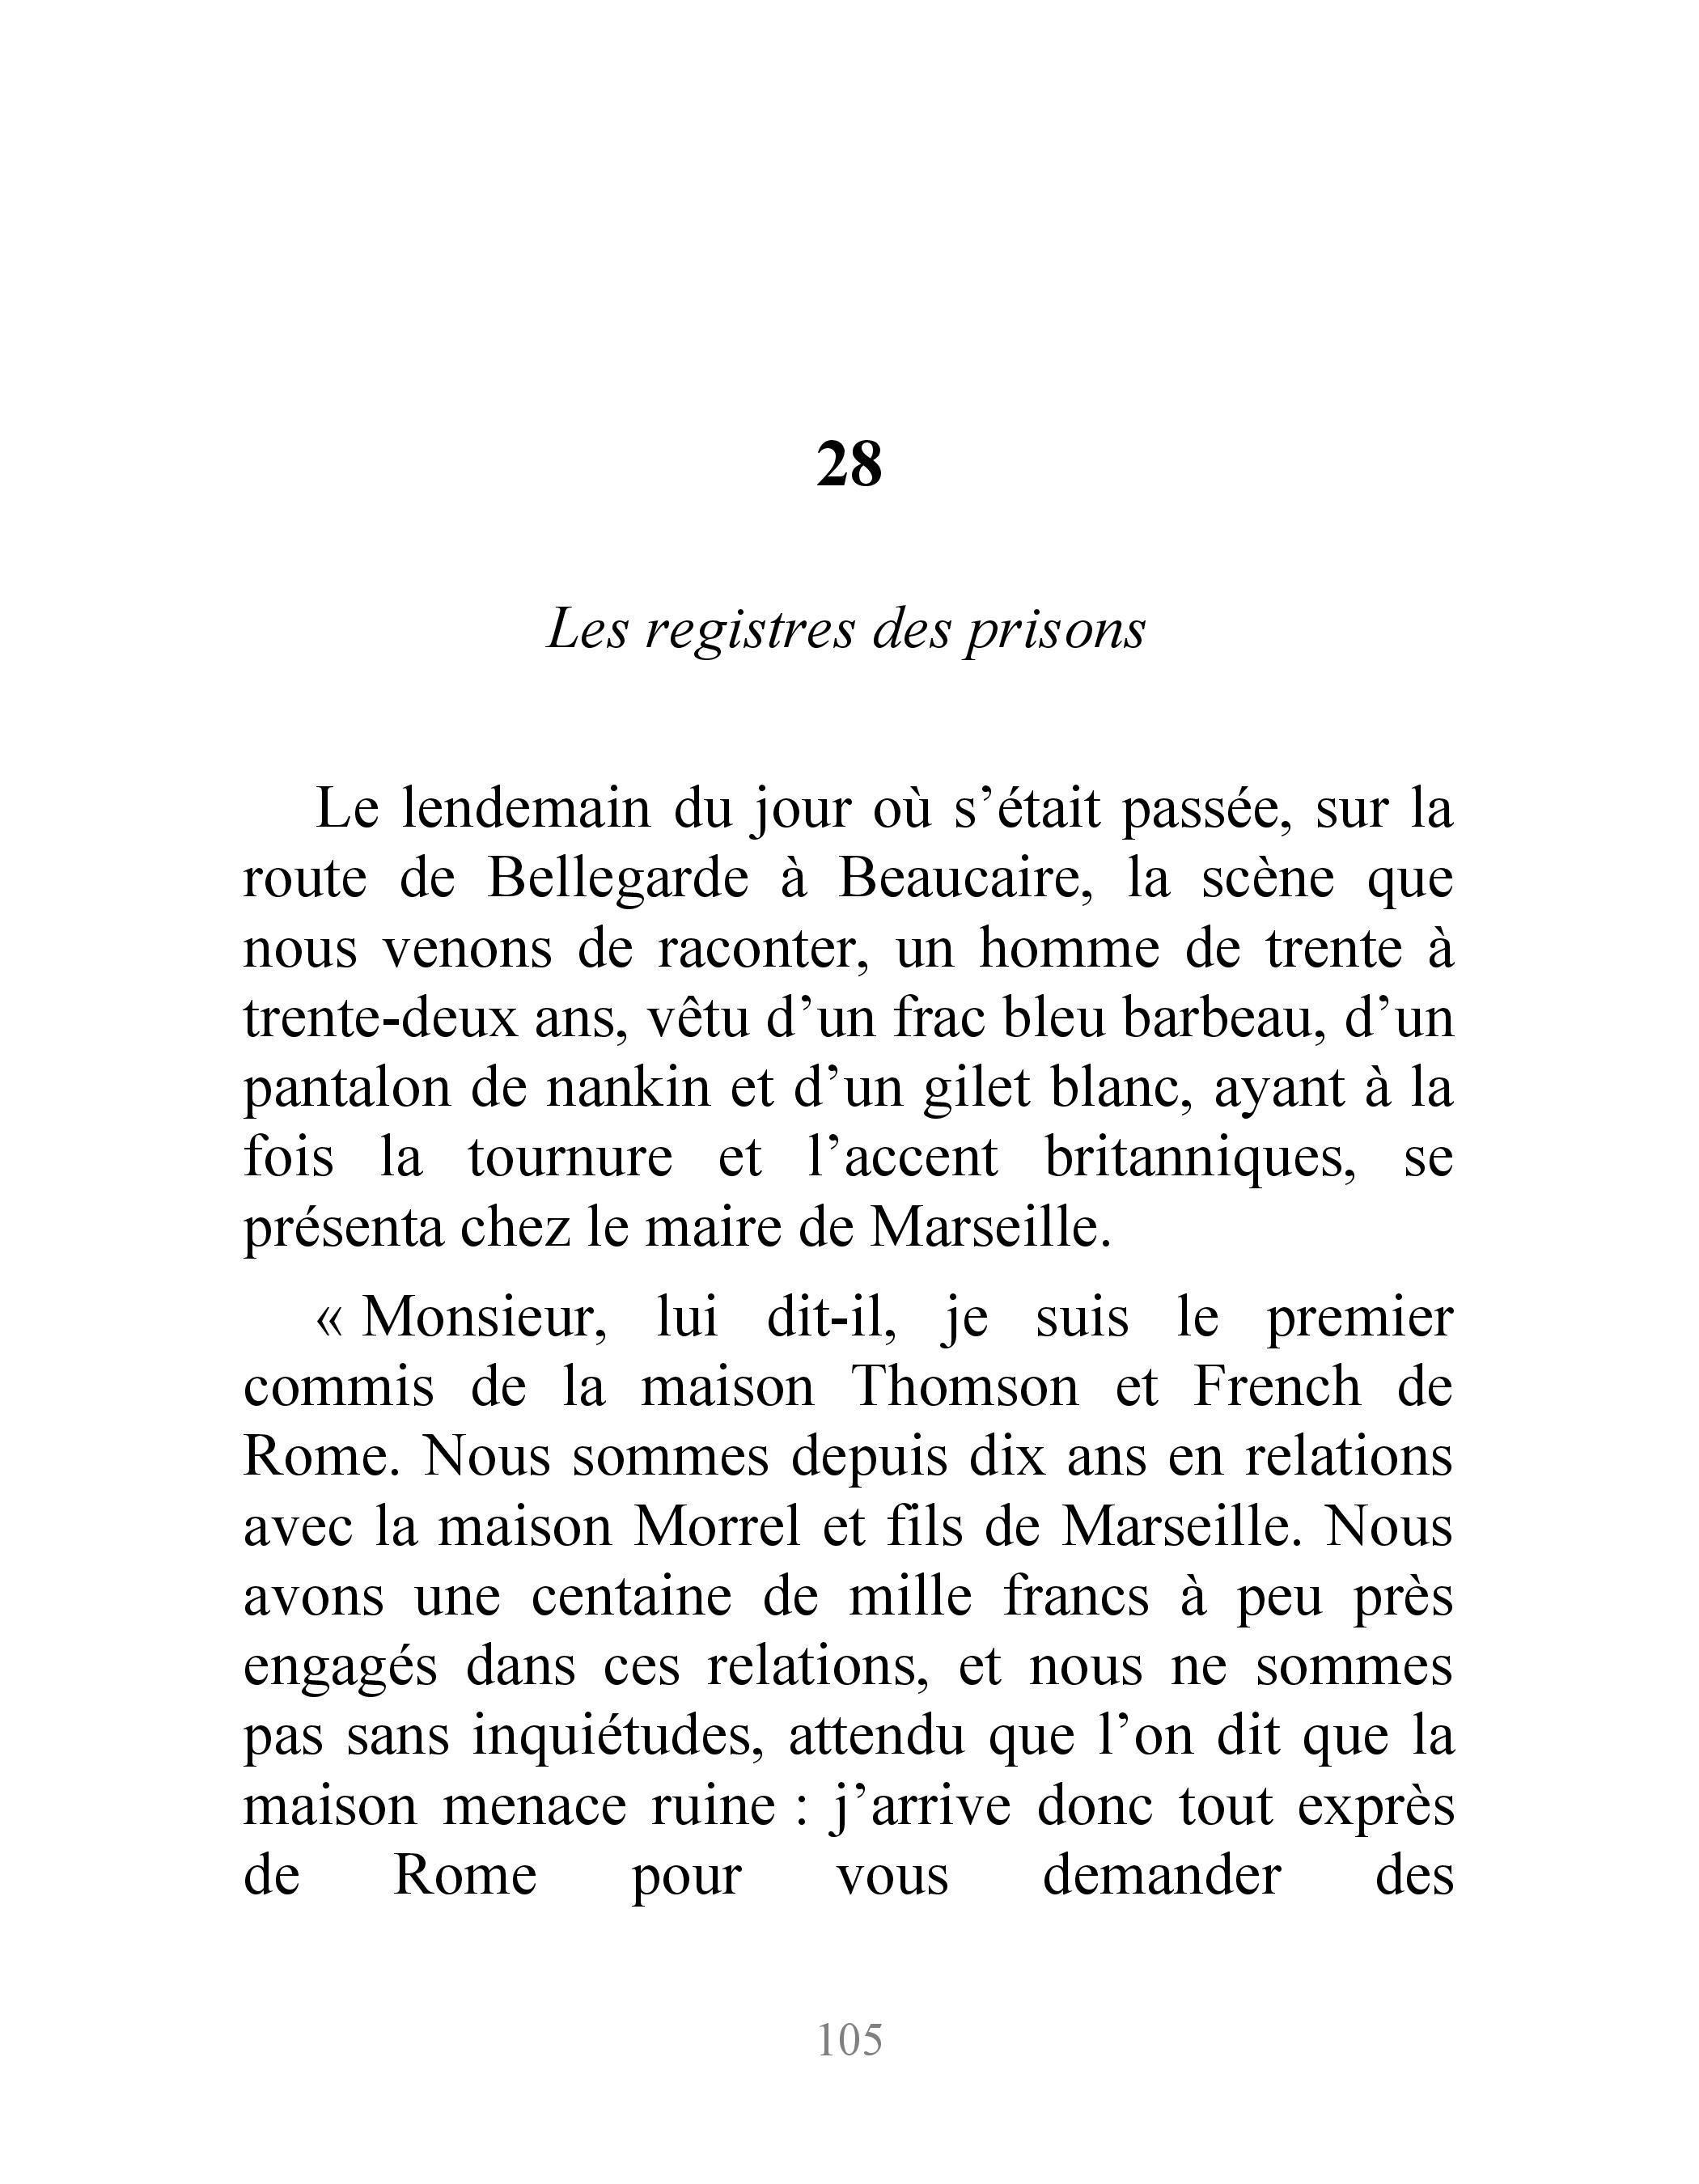 28
Les registres des prisons
Le lendemain du jour où s’était passée, sur la
route de Bellegarde à Beaucaire, la scène que
nous venons de raconter, un homme de trente à
trente-deux ans, vêtu d’un frac bleu barbeau, d’un
pantalon de nankin et d’un gilet blanc, ayant à la
fois la tournure et l’accent britanniques, se
présenta chez le maire de Marseille.
« Monsieur, lui dit-il, je suis le premier
commis de la maison Thomson et French de
Rome. Nous sommes depuis dix ans en relations
avec la maison Morrel et fils de Marseille. Nous
avons une centaine de mille francs à peu près
engagés dans ces relations, et nous ne sommes
pas sans inquiétudes, attendu que l’on dit que la
maison menace ruine : j’arrive donc tout exprès
de Rome pour vous demander des
105